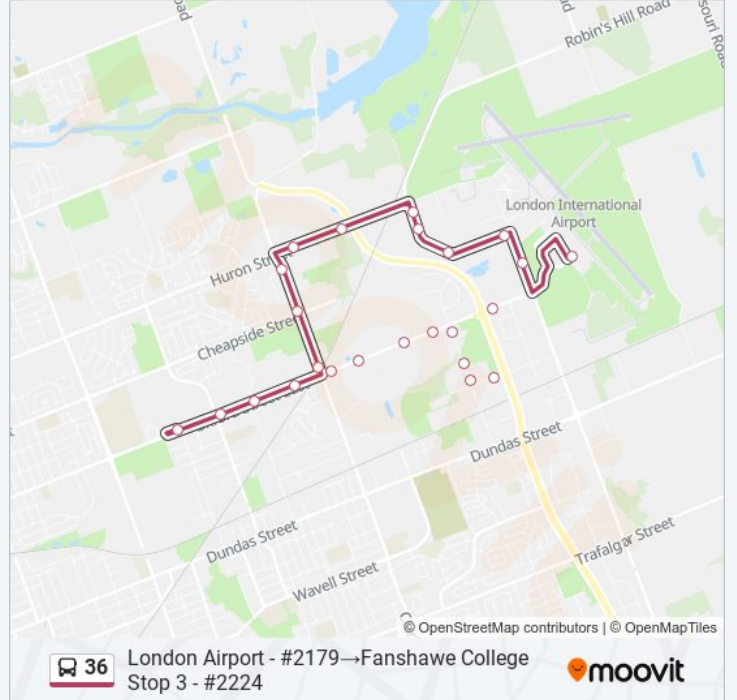 Robin's Hill Road
London International
Airport
Huron
Cheapside Street
Dundas Street
Dundas Street
Trafalgar Street
Wavell Street
© OpenStreetMap contributors | © OpenMapTiles
36
London Airport - #2179→Fanshawe College
Stop 3 - #2224
moovit